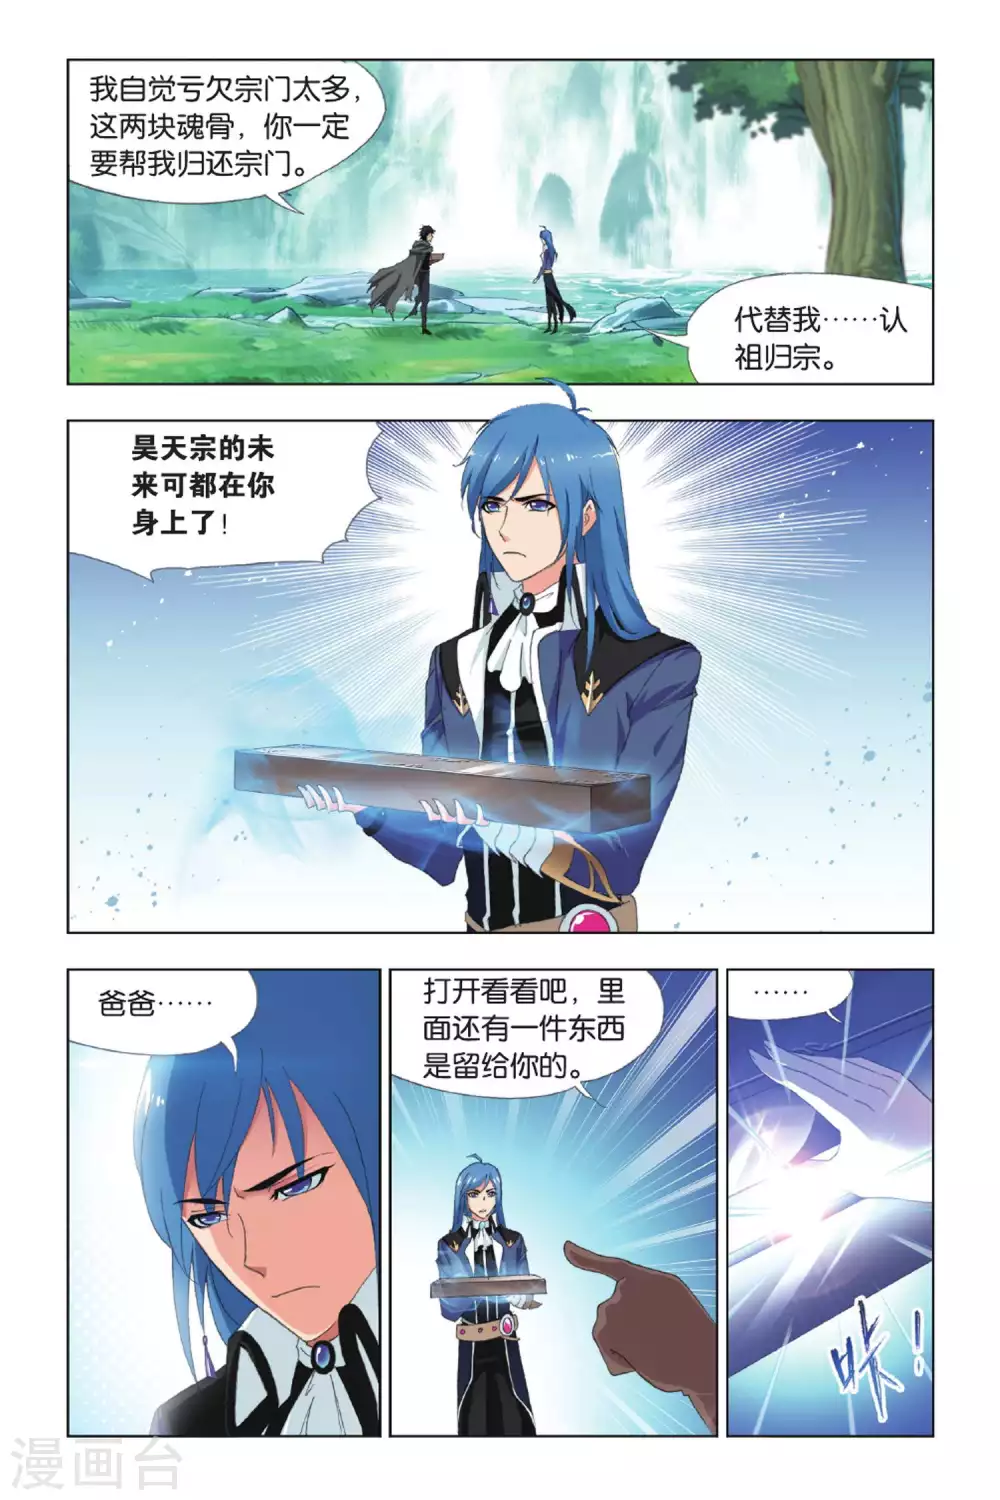 我自觉亏欠宗门太多，
这两块魂骨，你一定
要帮我归还宗门。
代替我……认
祖归宗。
昊天宗的未
来可都在你
身上了！
爸爸……
打开看看吧，里
面还有一件东西
是留给你的。
……
咔！
漫画台